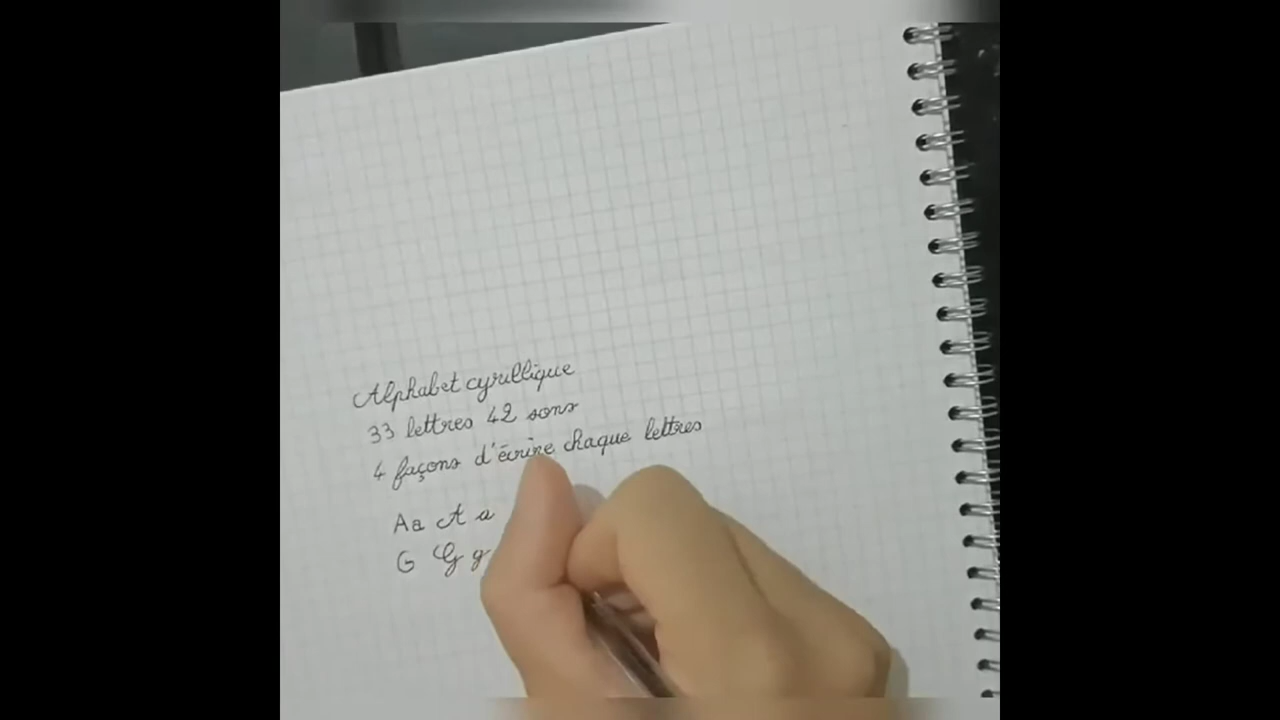 Alphabet cyrillique
33 lettres 42 sons
4 façons d'écrire chaque lettres
Aa A a
G G g